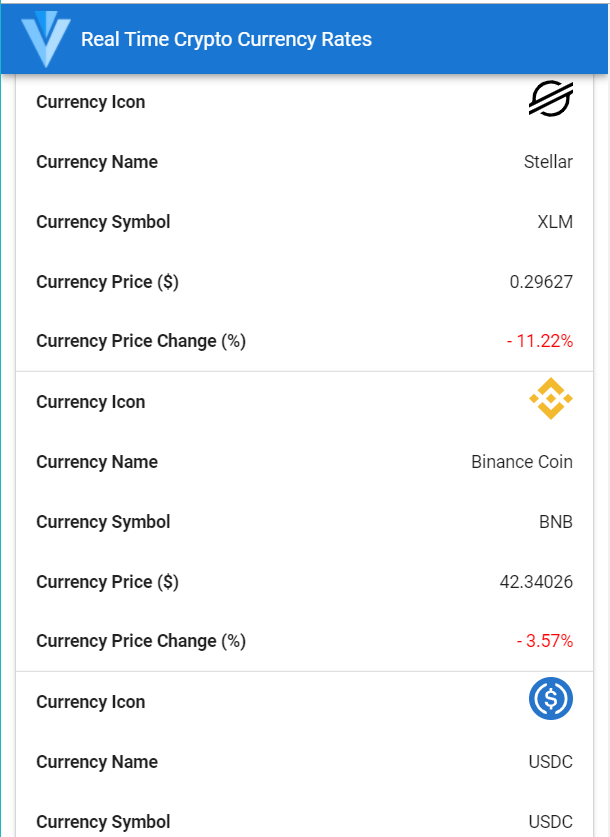 Real Time Crypto Currency Rates
Currency Icon
Currency Name Stellar
Currency Symbol XLM
Currency Price ($) 0.29627
Currency Price Change (%) - 11.22%
Currency Icon
Currency Name Binance Coin
Currency Symbol BNB
Currency Price ($) 42.34026
Currency Price Change (%) - 3.57%
Currency Icon $
Currency Name USDC
Currency Symbol USDC